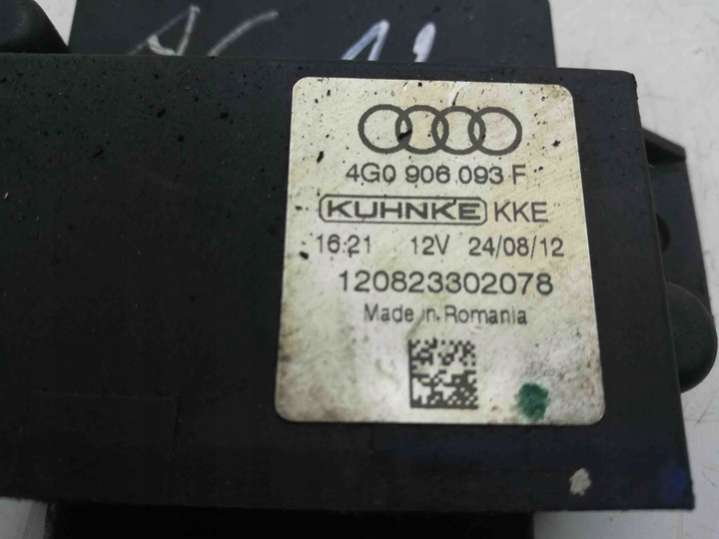 4G0 906 093 F
KUHNKE KKE
16:21 12V 24/08/12
120823302078
Made in Romania